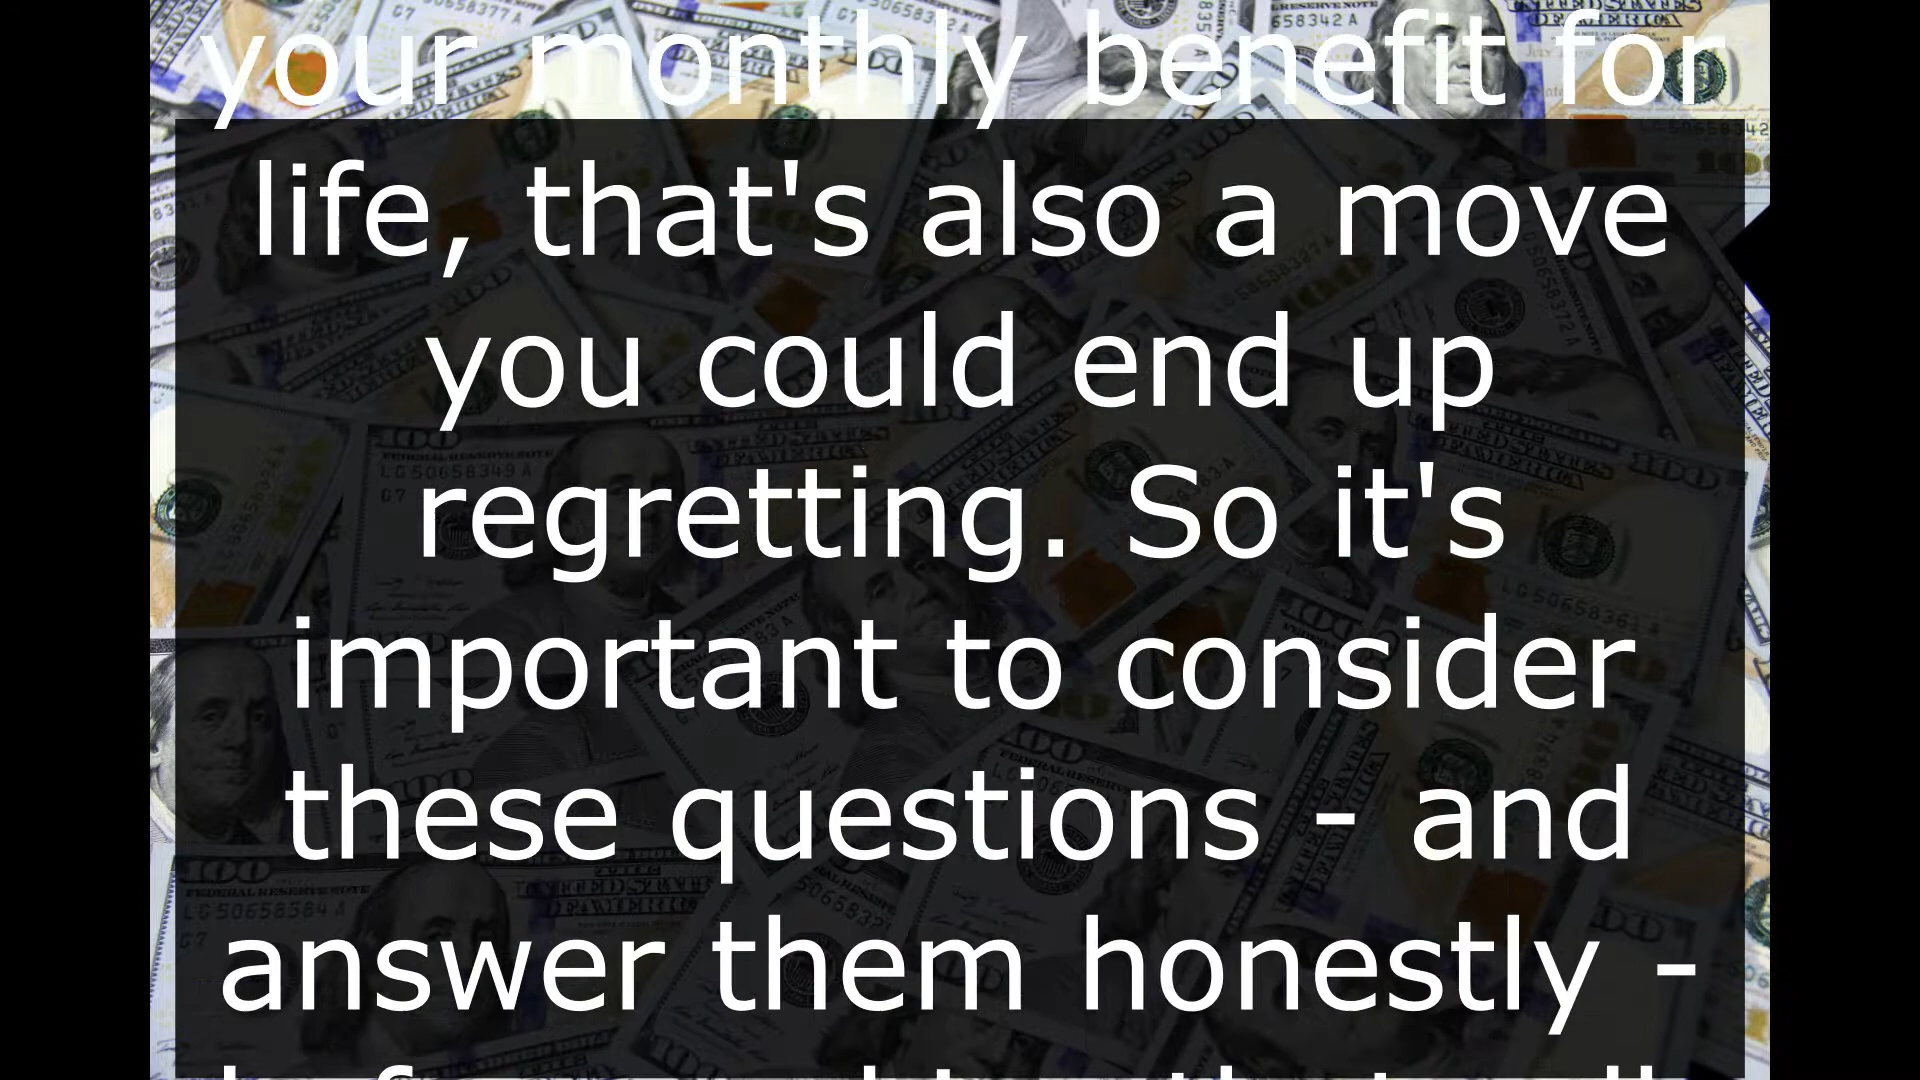 your monthly benefit for
life, that's also a move
you could end up
regretting. So it's
important to consider
these questions - and
answer them honestly -